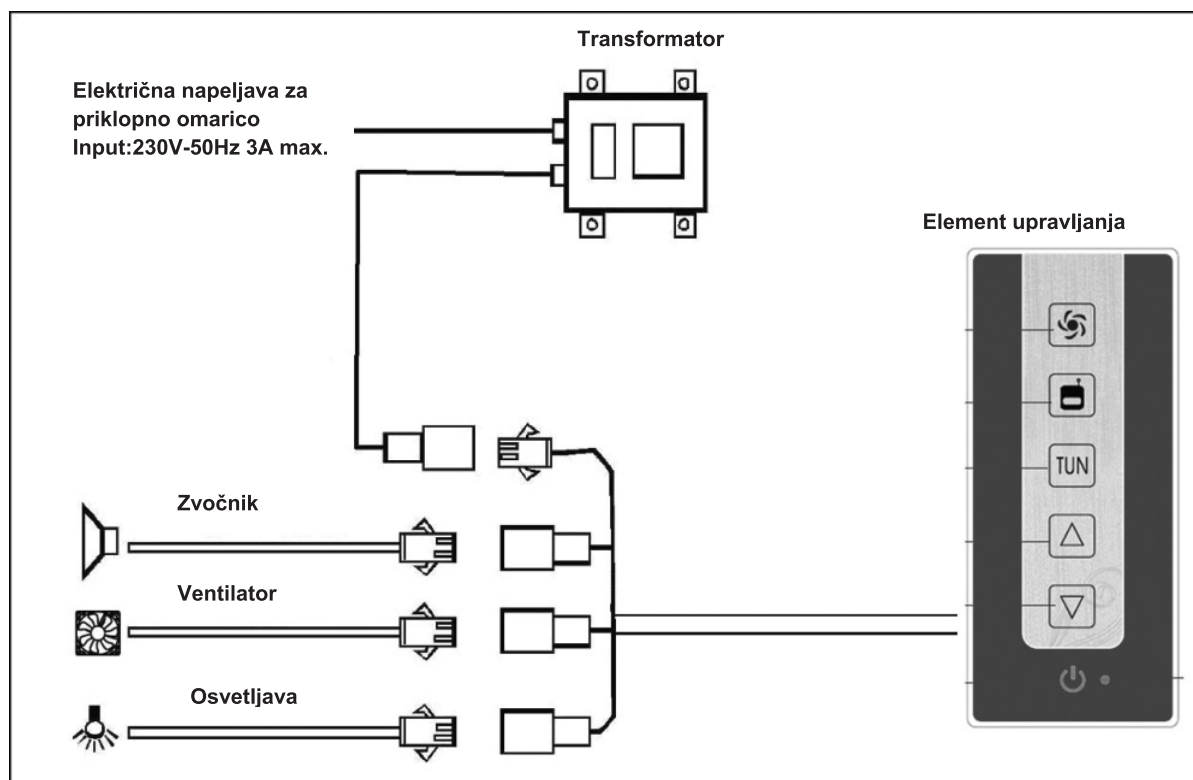 Transformator
Električna napeljava za
priklopno omarico
Input:230V-50Hz 3A max.
Element upravljanja
TUN
Zvočnik
Ventilator
Osvetljava